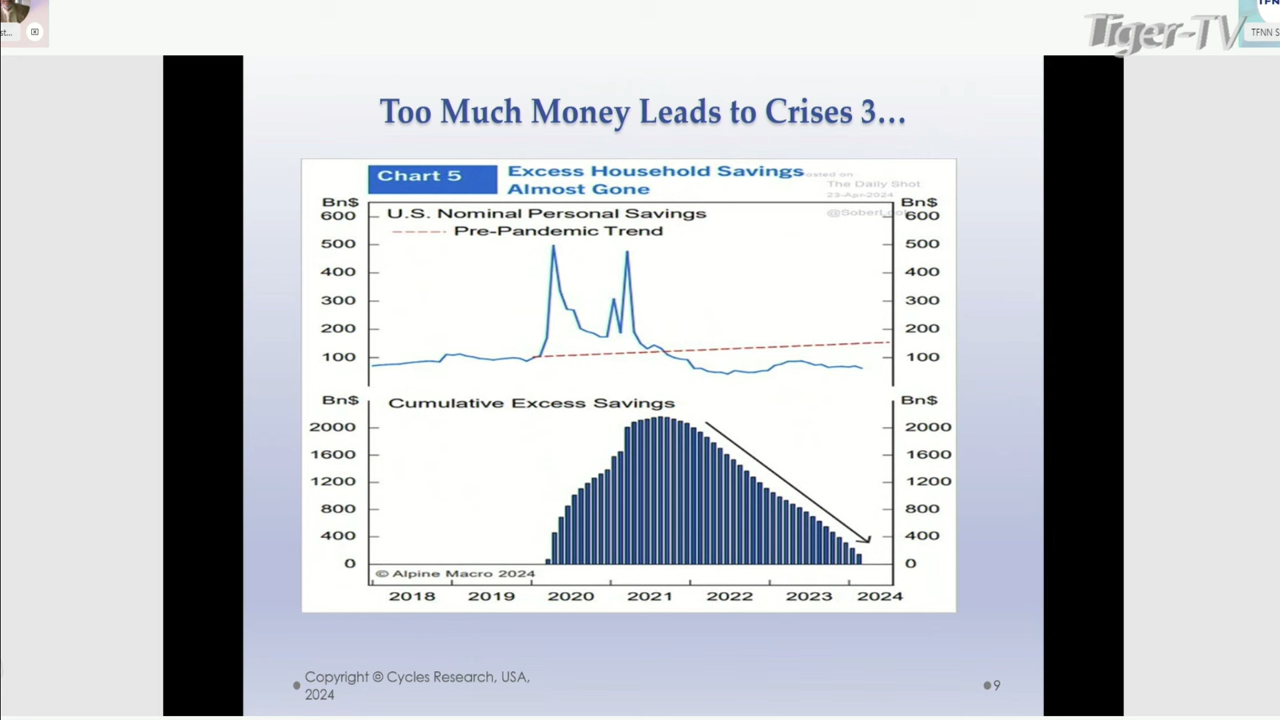 st...
Tiger-TV
TFNN S
Too Much Money Leads to Crises 3...
Chart 5
Excess Household Savings
Almost Gone
Posted on
The Daily Shot
23-Apr-2024
Bn$
Bn$
U.S. Nominal Personal Savings
Pre-Pandemic Trend
600
600
500
500
400
400
300
300
200
200
100
100
Bn$
Bn$
Cumulative Excess Savings
2000
2000
1600
1600
1200
1200
800
800
400
400
0
0
© Alpine Macro 2024
2018 2019 2020 2021 2022 2023 2024
Copyright © Cycles Research, USA,
2024
9